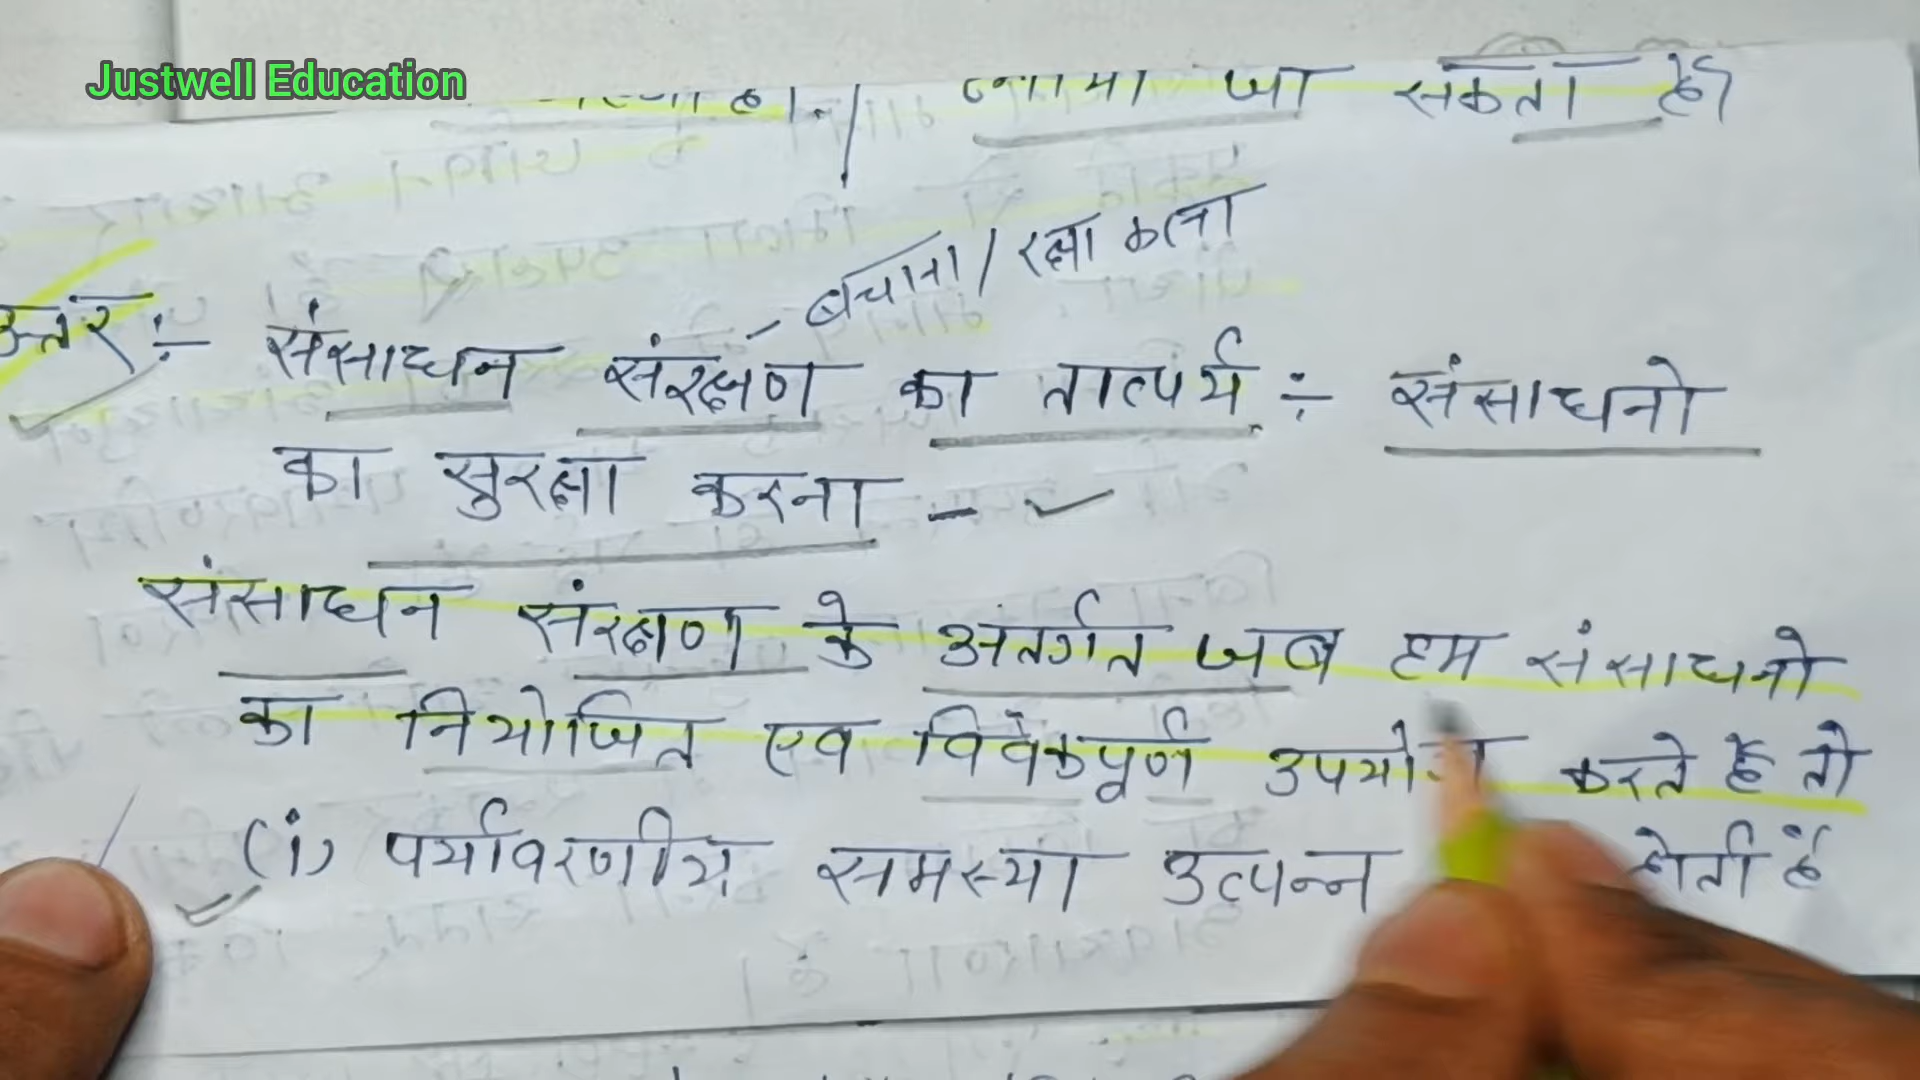 Justwell Education
जा सकता है
बचाना / रक्षा करना
उत्तर :- संसाधन संरक्षण का तात्पर्य :- संसाधनो
का सुरक्षा करना -
संसाधन संरक्षण के अंतर्गत जब हम संसाधनो
का नियोजित एव विवेकपूर्ण उपयोग करते है तो
(i) पर्यावरणीय समस्या उत्पन्न होती है